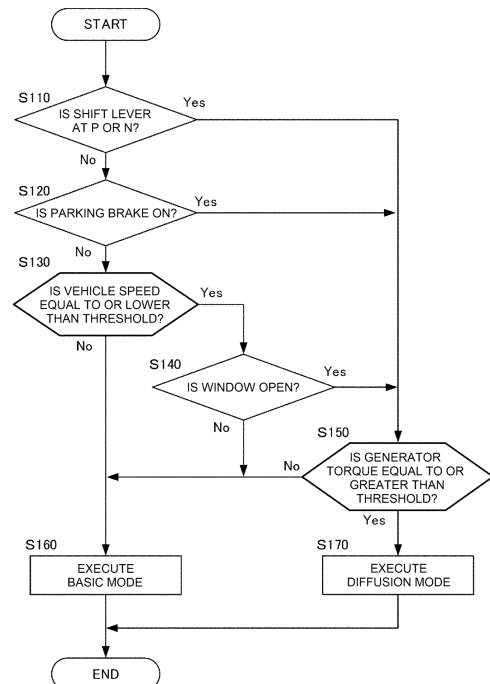 START
S110
IS SHIFT LEVER
AT P OR N?
Yes
No
S120
IS PARKING BRAKE ON?
Yes
No
S130
IS VEHICLE SPEED
EQUAL TO OR LOWER
THAN THRESHOLD?
Yes
No
S140
IS WINDOW OPEN?
Yes
No
S150
IS GENERATOR
TORQUE EQUAL TO OR
GREATER THAN
THRESHOLD?
No
Yes
S160
EXECUTE
BASIC MODE
S170
EXECUTE
DIFFUSION MODE
END